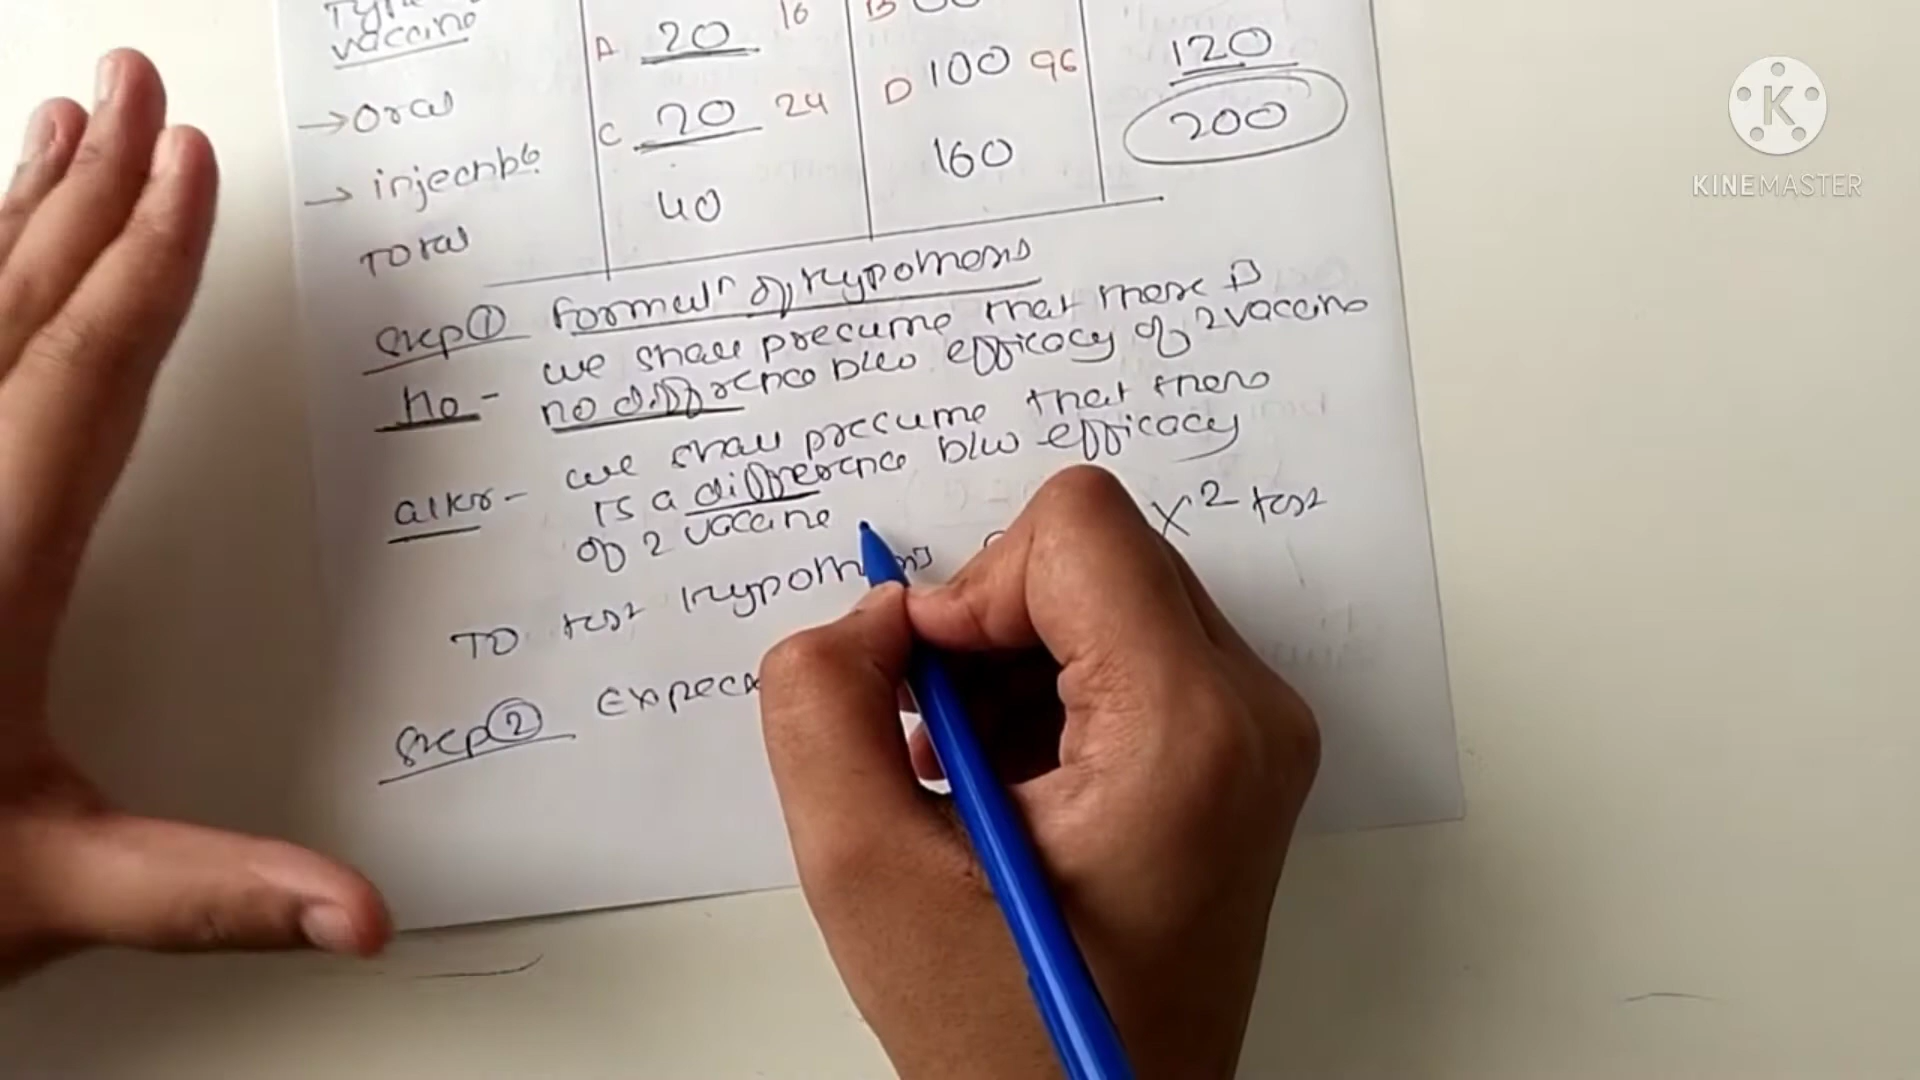 vaccine
A 20 16
120
→ Oral
C 20 24
D 100 96
200
→ injectable
40
160
Total
Step ① Formulⁿ of Hypothesis
Ho - we shall presume that there is
no difference b/w efficacy of 2 vaccine
alter - we shall presume that there
is a difference b/w efficacy
of 2 vaccine
To test Hypothesis X² test
Step ②
KINEMASTER